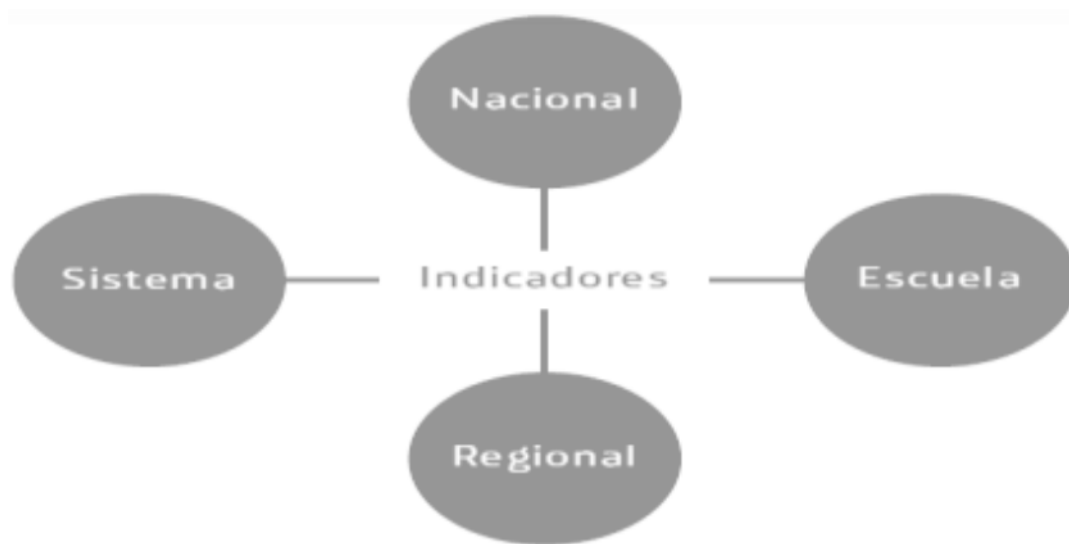 Nacional
Sistema
Indicadores
Escuela
Regional